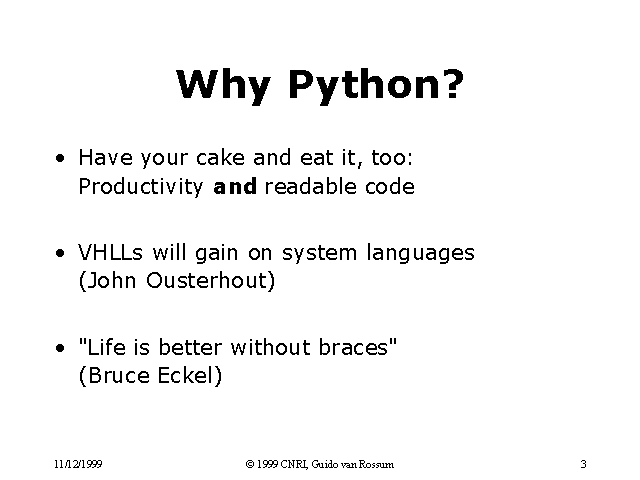 Why Python?
• Have your cake and eat it, too:
Productivity and readable code
• VHLLs will gain on system languages
(John Ousterhout)
• "Life is better without braces"
(Bruce Eckel)
11/12/1999 © 1999 CNRI, Guido van Rossum 3